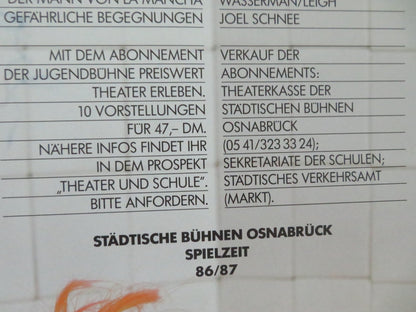 DER MANN VON LA MANCHA
GEFÄHRLICHE BEGEGNUNGEN
MIT DEM ABONNEMENT
DER JUGENDBÜHNE PREISWERT
THEATER ERLEBEN.
10 VORSTELLUNGEN
FÜR 47,– DM.
NÄHERE INFOS FINDET IHR
IN DEM PROSPEKT
„THEATER UND SCHULE".
BITTE ANFORDERN.
WASSERMAN/LEIGH
JOEL SCHNEE
VERKAUF DER
ABONNEMENTS:
THEATERKASSE DER
STÄDTISCHEN BÜHNEN
OSNABRÜCK
(05 41/323 33 24);
SEKRETARIATE DER SCHULEN;
STÄDTISCHES VERKEHRSAMT
(MARKT).
STÄDTISCHE BÜHNEN OSNABRÜCK
SPIELZEIT
86/87